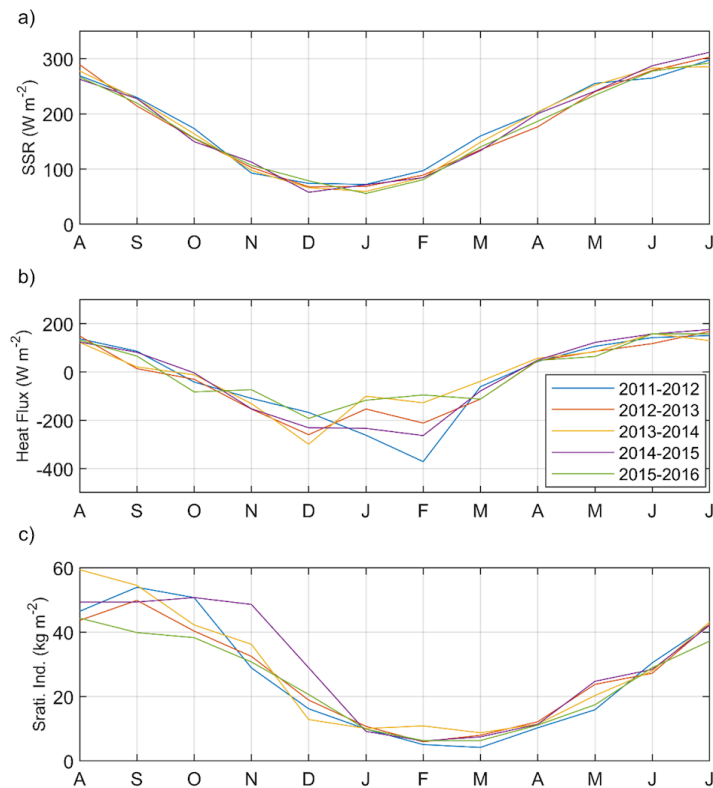 a)
300
200
100
0
SSR (W m-2)
A S O N D J F M A M J J
b)
200
0
-200
-400
Heat Flux (W m-2)
2011-2012
2012-2013
2013-2014
2014-2015
2015-2016
A S O N D J F M A M J J
c)
60
40
20
0
Srati. Ind. (kg m-2)
A S O N D J F M A M J J